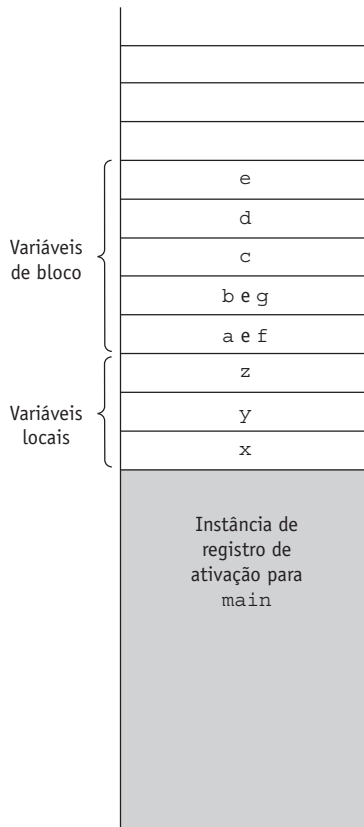 e
d
c
b e g
a e f
z
y
x
Variáveis
de bloco
Variáveis
locais
Instância de
registro de
ativação para
main